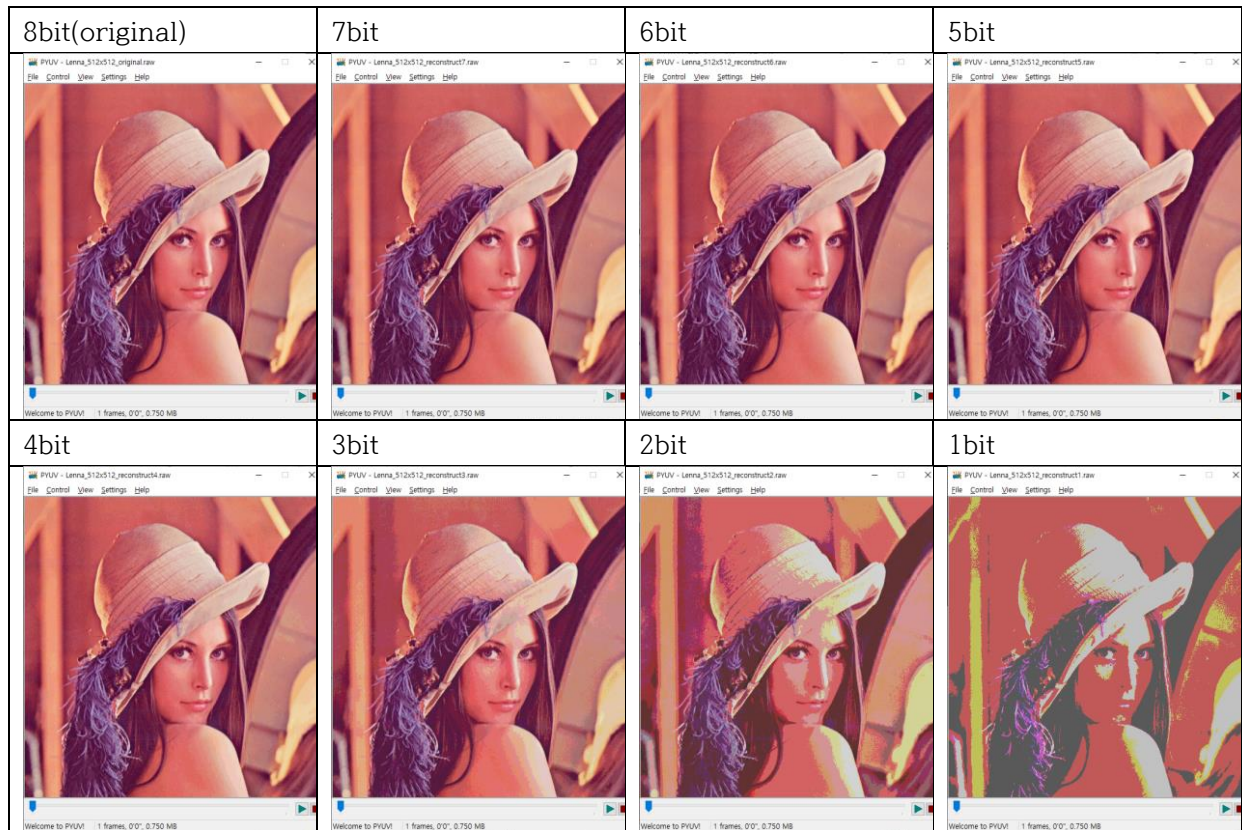 8bit(original)
7bit
6bit
5bit
PYUV - Lenna_512x512_original.raw
File Control View Settings Help
PYUV - Lenna_512x512_reconstruct7.raw
File Control View Settings Help
PYUV - Lenna_512x512_reconstruct6.raw
File Control View Settings Help
PYUV - Lenna_512x512_reconstruct5.raw
File Control View Settings Help
Welcome to PYUV! 1 frames, 0'0", 0.750 MB
Welcome to PYUV! 1 frames, 0'0", 0.750 MB
Welcome to PYUV! 1 frames, 0'0", 0.750 MB
Welcome to PYUV! 1 frames, 0'0", 0.750 MB
4bit
3bit
2bit
1bit
PYUV - Lenna_512x512_reconstruct4.raw
File Control View Settings Help
PYUV - Lenna_512x512_reconstruct3.raw
File Control View Settings Help
PYUV - Lenna_512x512_reconstruct2.raw
File Control View Settings Help
PYUV - Lenna_512x512_reconstruct1.raw
File Control View Settings Help
Welcome to PYUV! 1 frames, 0'0", 0.750 MB
Welcome to PYUV! 1 frames, 0'0", 0.750 MB
Welcome to PYUV! 1 frames, 0'0", 0.750 MB
Welcome to PYUV! 1 frames, 0'0", 0.750 MB